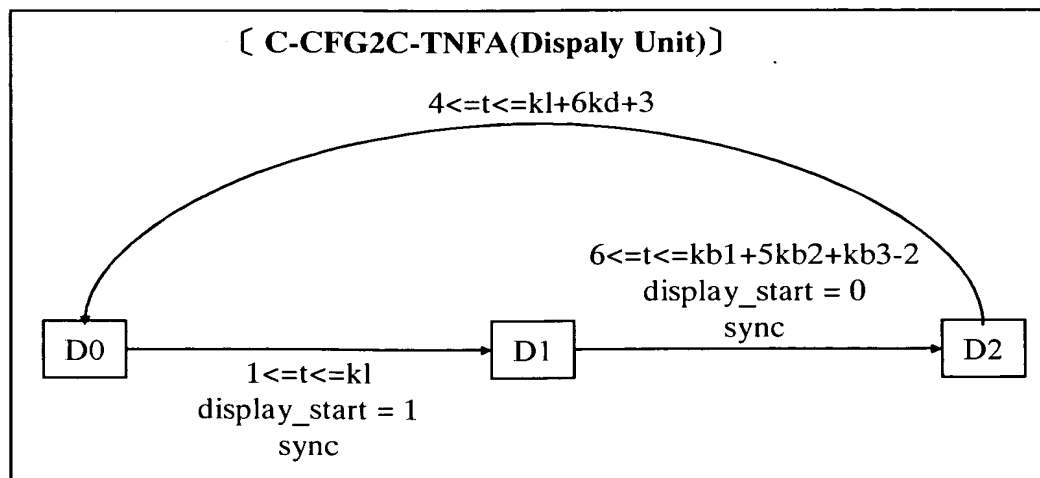 〔 C-CFG2C-TNFA(Dispaly Unit)〕
4<=t<=kl+6kd+3
6<=t<=kb1+5kb2+kb3-2
display_start = 0
sync
D0
D1
D2
1<=t<=kl
display_start = 1
sync